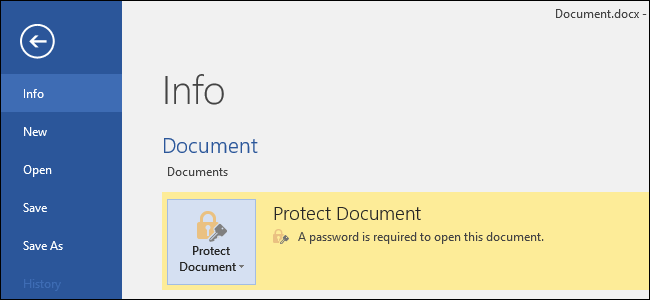 Document.docx -
Info
Info
New
Document
Open
Documents
Save
Protect Document
A password is required to open this document.
Save As
Protect
Document
History